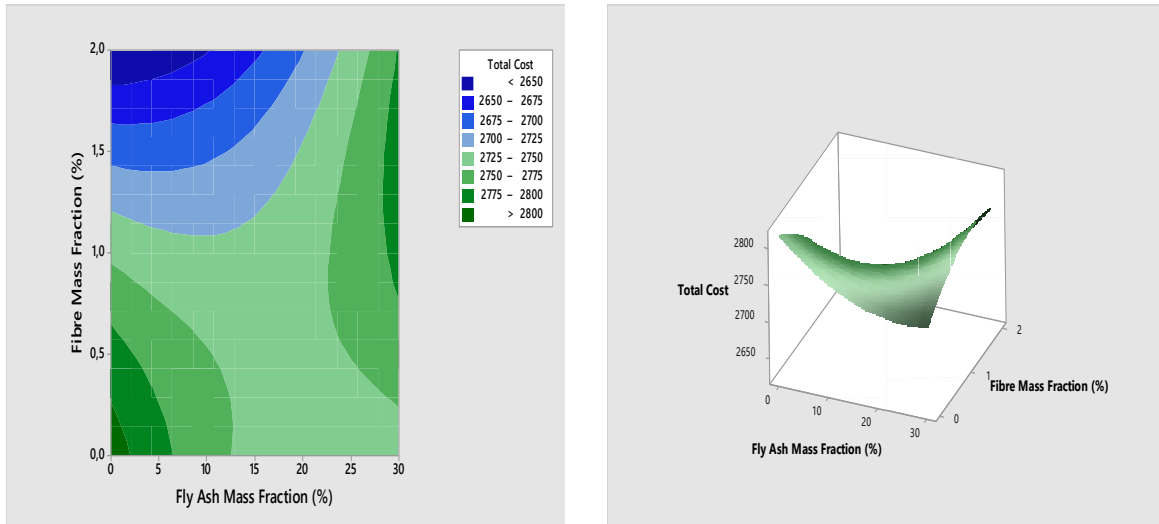 2,0
1,5
1,0
0,5
0,0
Fibre Mass Fraction (%)
0 5 10 15 20 25 30
Fly Ash Mass Fraction (%)
Total Cost
< 2650
2650 – 2675
2675 – 2700
2700 – 2725
2725 – 2750
2750 – 2775
2775 – 2800
> 2800
2800
2750
Total Cost
2700
2650
0
10
20
30
Fly Ash Mass Fraction (%)
2
1
0
Fibre Mass Fraction (%)